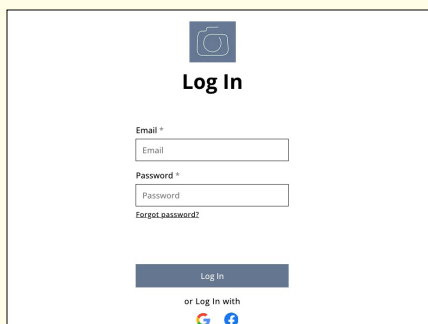 Log In
Email *
Email
Password *
Password
Forgot password?
Log In
or Log In with